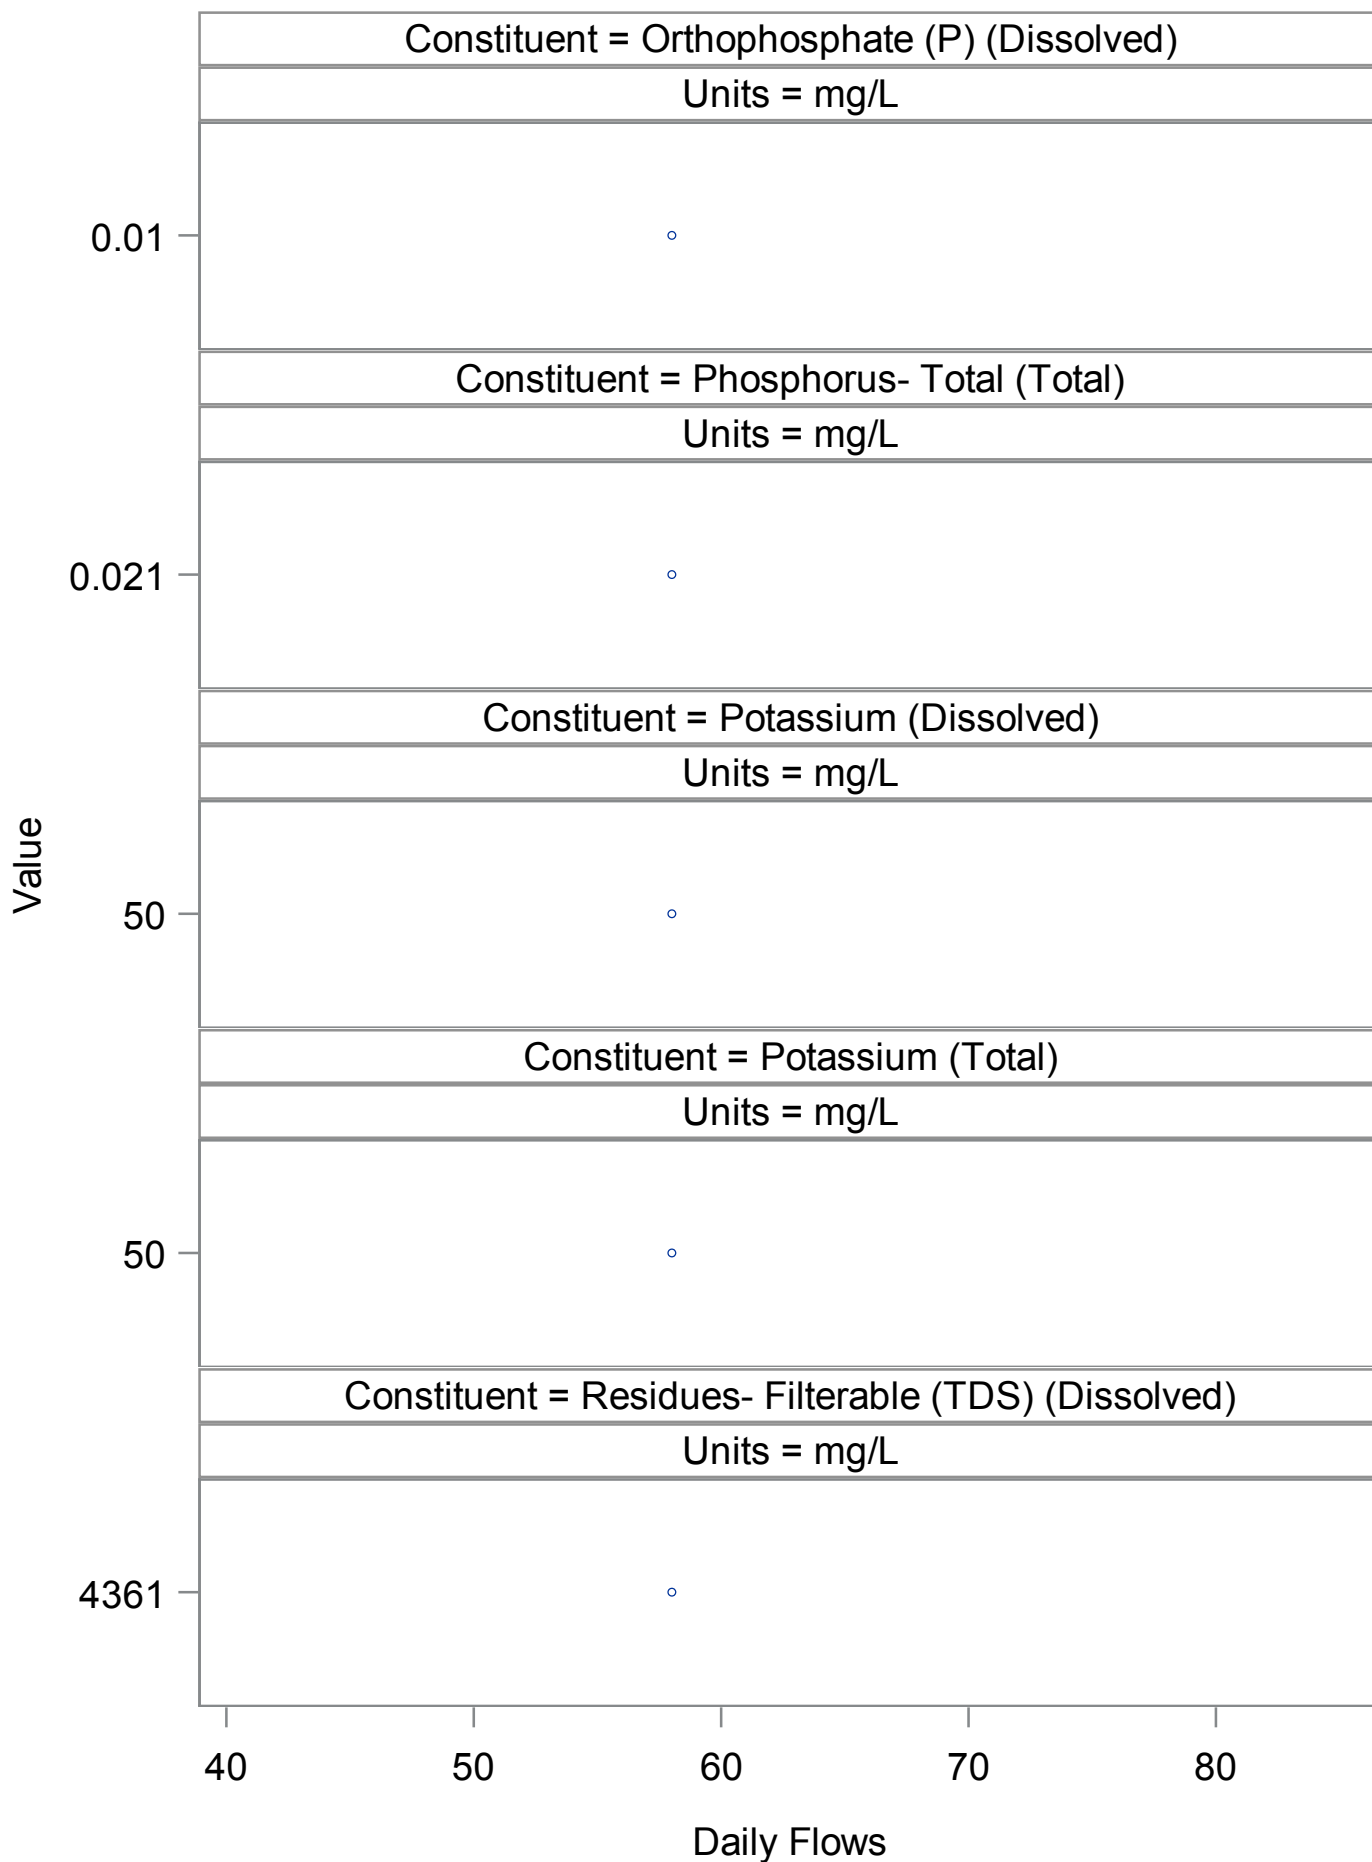 Constituent = Orthophosphate (P) (Dissolved)
Units = mg/L
0.01
Constituent = Phosphorus- Total (Total)
Units = mg/L
0.021
Constituent = Potassium (Dissolved)
Units = mg/L
Value
50
Constituent = Potassium (Total)
Units = mg/L
50
Constituent = Residues- Filterable (TDS) (Dissolved)
Units = mg/L
4361
40 50 60 70 80
Daily Flows